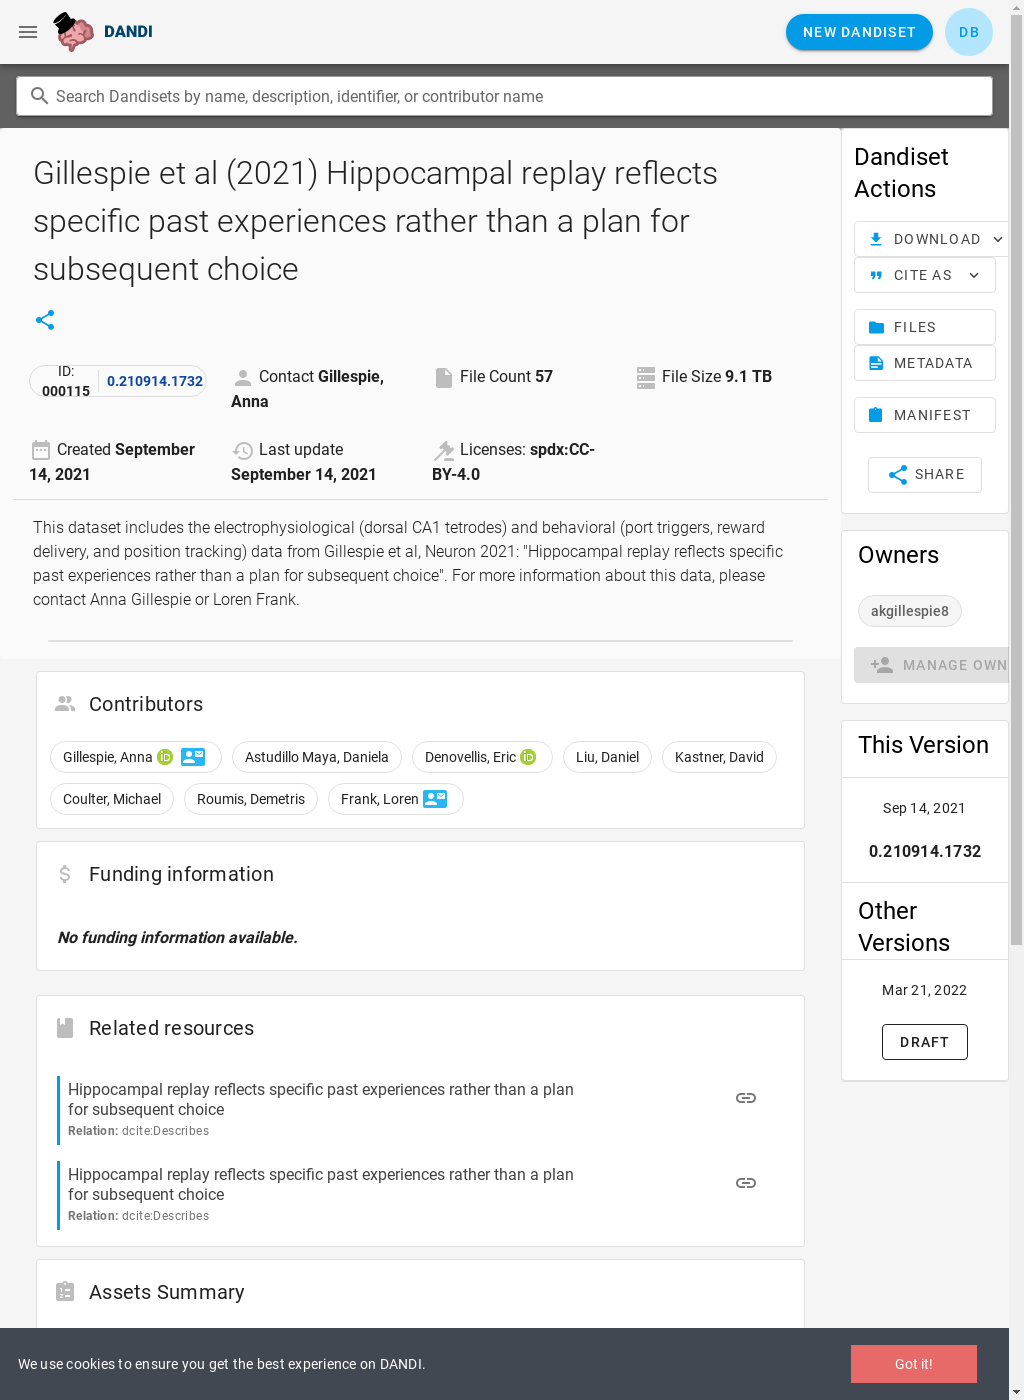 DANDI
NEW DANDISET
DB
Search Dandisets by name, description, identifier, or contributor name
Gillespie et al (2021) Hippocampal replay reflects
specific past experiences rather than a plan for
subsequent choice
ID:
000115
0.210914.1732
Contact Gillespie,
Anna
File Count 57
File Size 9.1 TB
Created September
14, 2021
Last update
September 14, 2021
Licenses: spdx:CC-
BY-4.0
This dataset includes the electrophysiological (dorsal CA1 tetrodes) and behavioral (port triggers, reward
delivery, and position tracking) data from Gillespie et al, Neuron 2021: "Hippocampal replay reflects specific
past experiences rather than a plan for subsequent choice". For more information about this data, please
contact Anna Gillespie or Loren Frank.
Contributors
Gillespie, Anna iD
Astudillo Maya, Daniela
Denovellis, Eric iD
Liu, Daniel
Kastner, David
Coulter, Michael
Roumis, Demetris
Frank, Loren
Funding information
No funding information available.
Related resources
Hippocampal replay reflects specific past experiences rather than a plan
for subsequent choice
Relation: dcite:Describes
Hippocampal replay reflects specific past experiences rather than a plan
for subsequent choice
Relation: dcite:Describes
Assets Summary
Dandiset
Actions
DOWNLOAD
CITE AS
FILES
METADATA
MANIFEST
SHARE
Owners
akgillespie8
MANAGE OWN
This Version
Sep 14, 2021
0.210914.1732
Other
Versions
Mar 21, 2022
DRAFT
We use cookies to ensure you get the best experience on DANDI.
Got it!